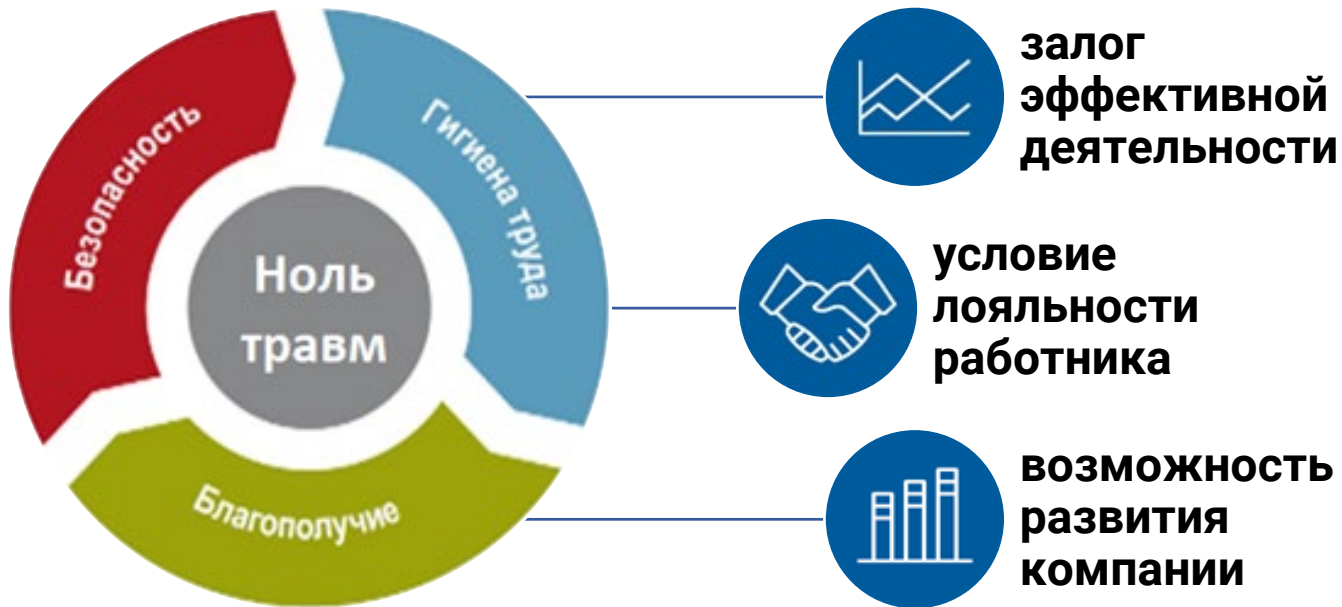 Безопасность
Гигиена труда
Ноль
травм
Благополучие
залог
эффективной
деятельности
условие
лояльности
работника
возможность
развития
компании